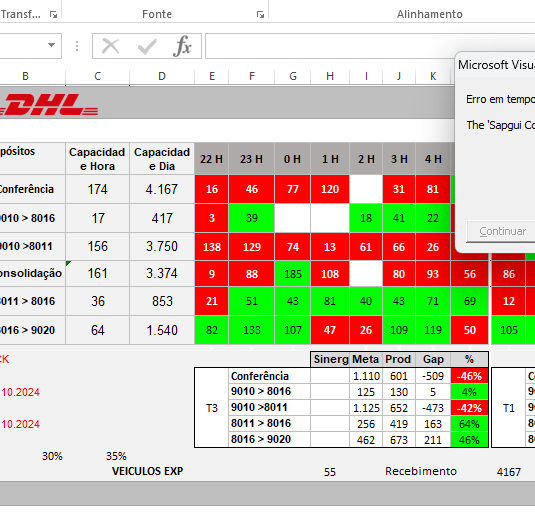 Transf...
Fonte
Alinhamento
fx
B C D E F G H I J K
DHL
pósitos Capacidad e Hora Capacidad e Dia 22 H 23 H 0 H 1 H 2 H 3 H 4 H
Conferência 174 4.167 16 46 77 120 31 81
9010 > 8016 17 417 3 39 18 41 22
9010 >8011 156 3.750 138 129 74 13 61 66 26
onsolidação 161 3.374 9 88 185 108 80 93 56 86
8011 > 8016 36 853 21 51 43 81 40 43 71 69 12
8016 > 9020 64 1.540 82 133 107 47 26 109 119 50 105
Microsoft Visua
Erro em tempo
The 'Sapgui Co
Continuar
CK
Sinerg Meta Prod Gap %
Conferência 1.110 601 -509 -46%
9010 > 8016 125 130 5 4%
9010 >8011 1.125 652 -473 -42%
8011 > 8016 256 419 163 64%
8016 > 9020 462 673 211 46%
T3
T1
10.2024
10.2024
30% 35%
VEICULOS EXP 55 Recebimento 4167